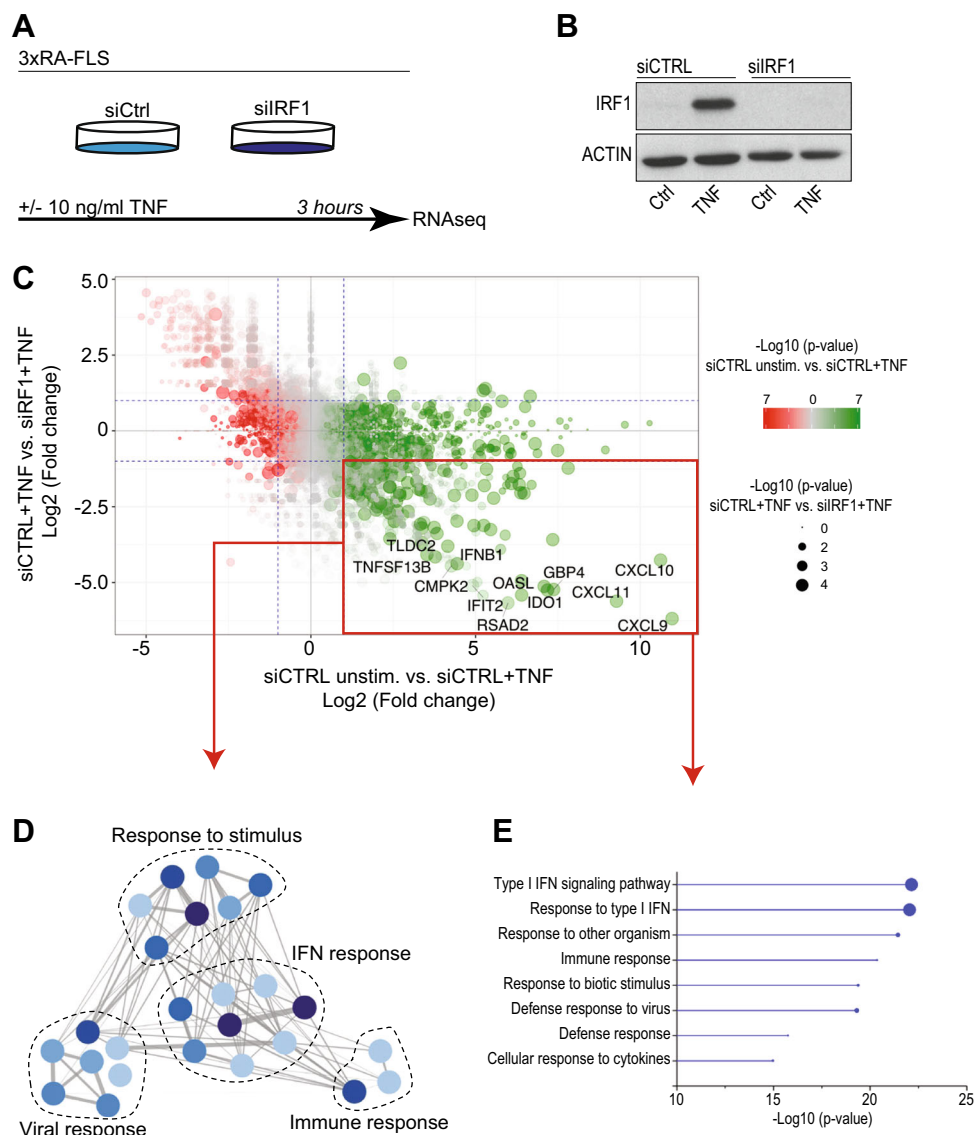 A
3xRA-FLS
siCtrl
siIRF1
+/- 10 ng/ml TNF
3 hours
RNAseq
B
siCTRL
siIRF1
IRF1
ACTIN
Ctrl
TNF
Ctrl
TNF
C
siCTRL+TNF vs. siIRF1+TNF
Log2 (Fold change)
5.0
2.5
0
-2.5
-5.0
TLDC2
TNFSF13B
IFNB1
CMPK2
OASL
GBP4
CXCL10
IFIT2
IDO1
CXCL11
RSAD2
CXCL9
-5
0
5
10
siCTRL unstim. vs. siCTRL+TNF
Log2 (Fold change)
-Log10 (p-value)
siCTRL unstim. vs. siCTRL+TNF
7 0 7
-Log10 (p-value)
siCTRL+TNF vs. siIRF1+TNF
0
2
3
4
D
Response to stimulus
IFN response
Viral response
Immune response
E
Type I IFN signaling pathway
Response to type I IFN
Response to other organism
Immune response
Response to biotic stimulus
Defense response to virus
Defense response
Cellular response to cytokines
10
15
20
25
-Log10 (p-value)